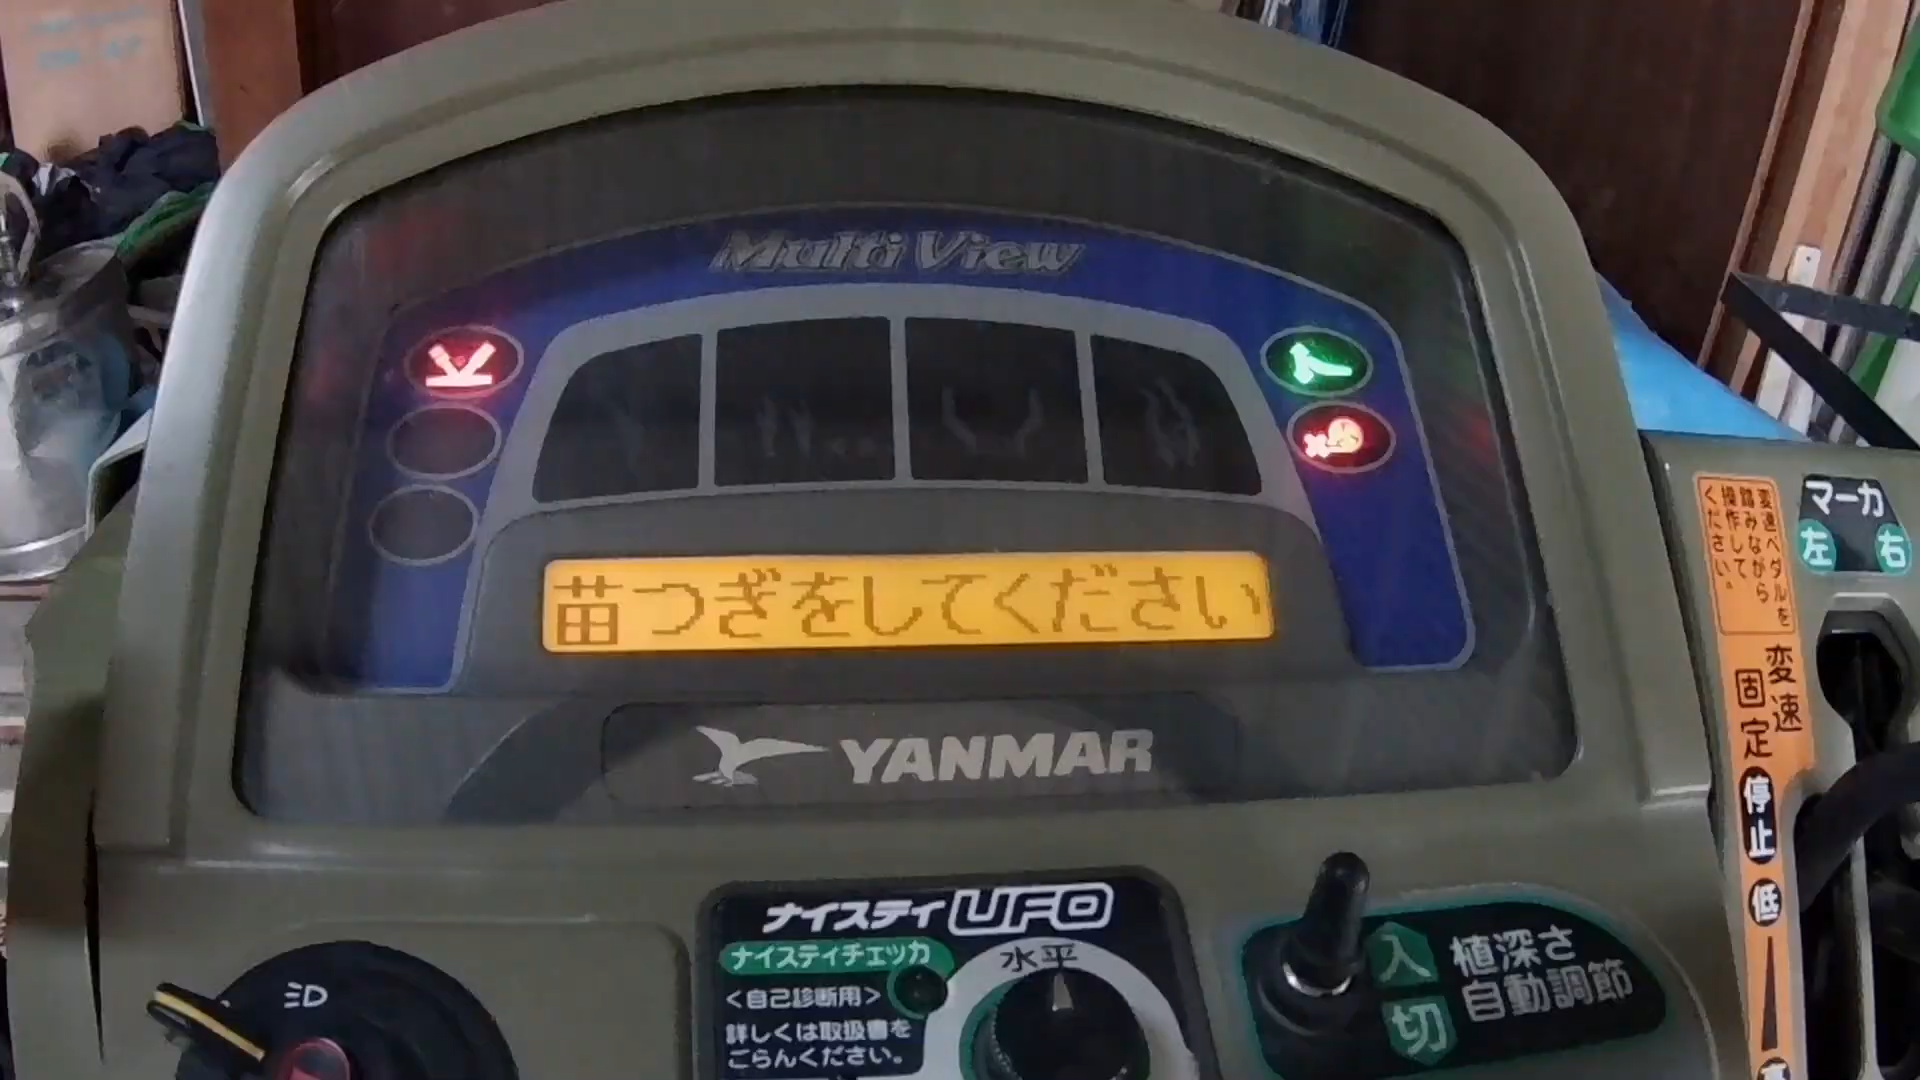 Multi View
苗つぎをしてください
YANMAR
ナイスティUFO
ナイスティチェッカ
<自己診断用>
詳しくは取扱書を
ごらんください。
水平
入
切
植深さ
自動調節
マーカ
左
右
変速ペダルを
踏みながら
操作して
ください。
変速
固定
停止
低